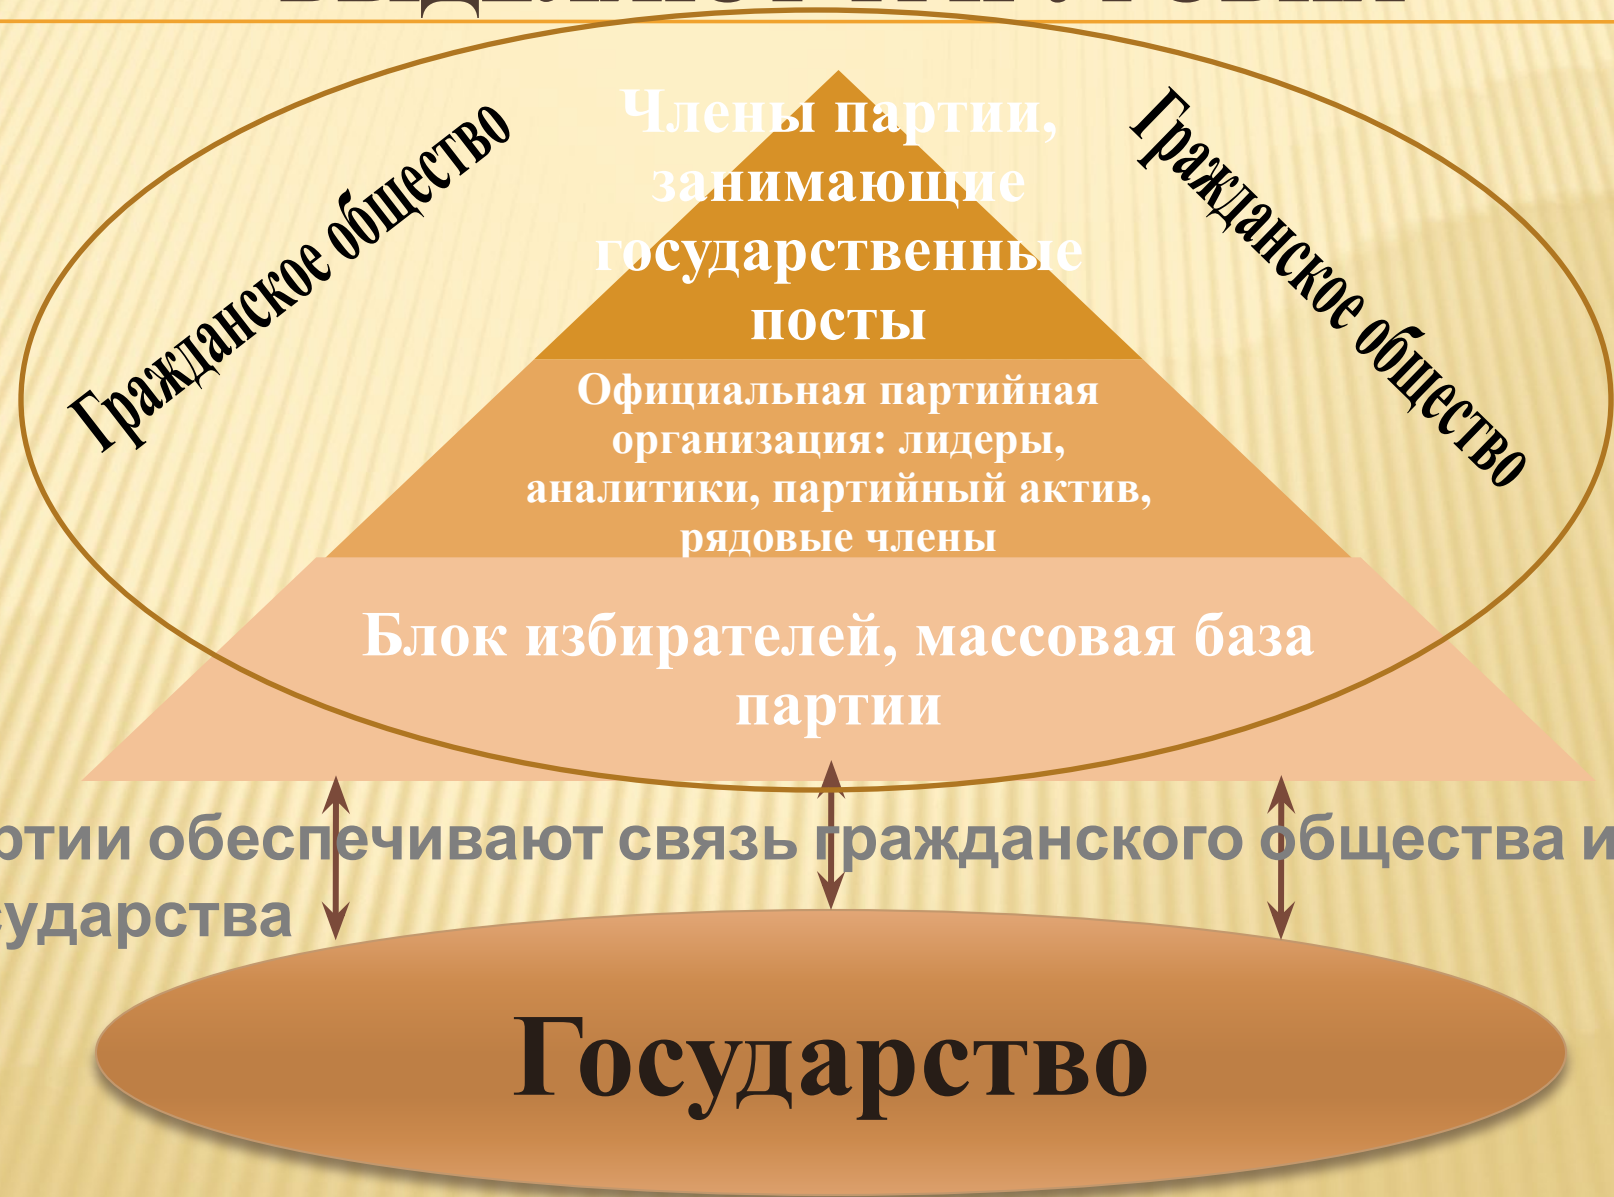 Гражданское общество
Члены партии,
занимающие
государственные
посты
Гражданское общество
Официальная партийная
организация: лидеры,
аналитики, партийный актив,
рядовые члены
Блок избирателей, массовая база
партии
обеспечивают связь гражданского общества и
Государство